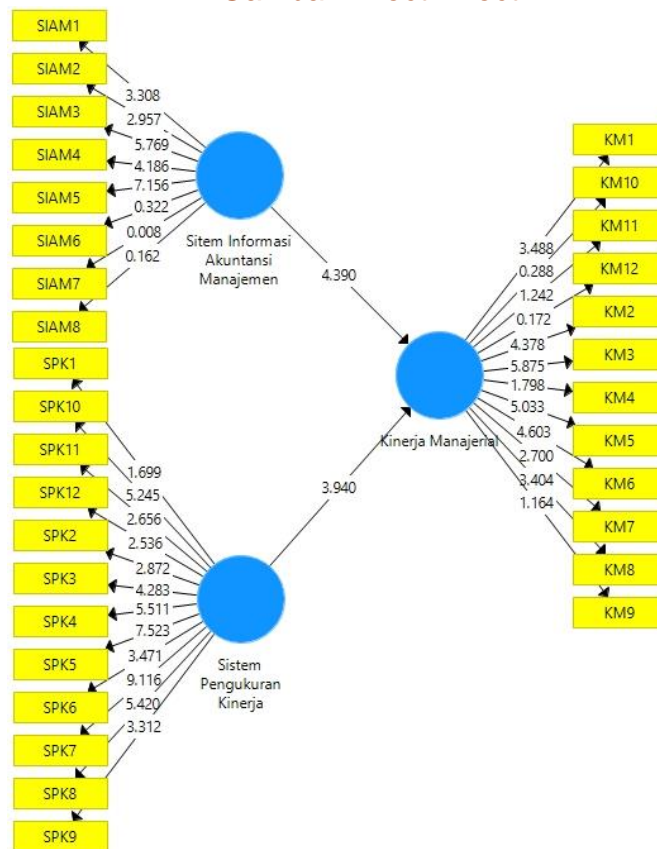 SIAM1
SIAM2
SIAM3
SIAM4
SIAM5
SIAM6
SIAM7
SIAM8
3.308
2.957
5.769
4.186
7.156
0.322
0.008
0.162
Sitem Informasi
Akuntansi
Manajemen
4.390
SPK1
SPK10
SPK11
SPK12
SPK2
SPK3
SPK4
SPK5
SPK6
SPK7
SPK8
SPK9
1.699
5.245
2.656
2.536
2.872
4.283
5.511
7.523
3.471
9.116
5.420
3.312
Sistem
Pengukuran
Kinerja
3.940
Kinerja Manajerial
3.488
0.288
1.242
0.172
4.378
5.875
1.798
5.033
4.603
2.700
3.404
1.164
KM1
KM10
KM11
KM12
KM2
KM3
KM4
KM5
KM6
KM7
KM8
KM9